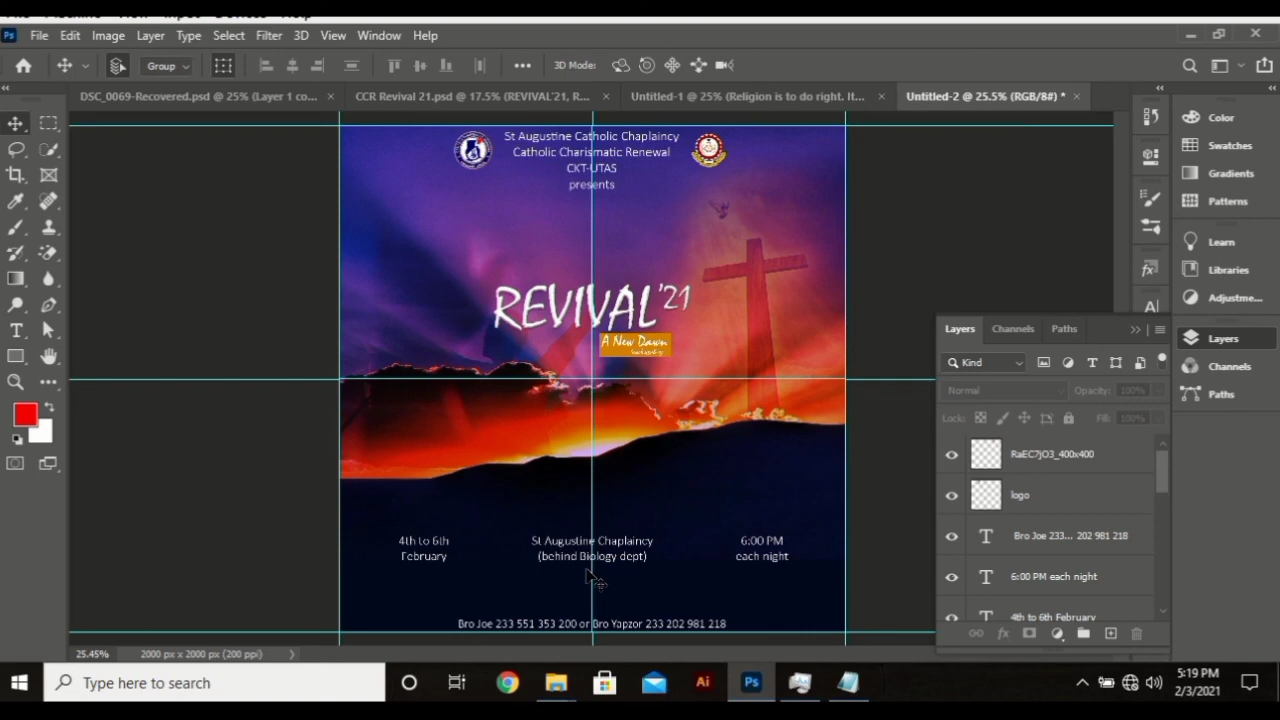 File Edit Image Layer Type Select Filter 3D View Window Help
Group
3D Mode:
DSC_0069-Recovered.psd @ 25% (Layer 1 co...
CCR Revival 21.psd @ 17.5% (REVIVAL'21, R...
Untitled-1 @ 25% (Religion is to do right. It...
Untitled-2 @ 25.5% (RGB/8#) *
St Augustine Catholic Chaplaincy
Catholic Charismatic Renewal
CKT-UTAS
presents
REVIVAL'21
A New Dawn
4th to 6th
February
St Augustine Chaplaincy
(behind Biology dept)
6:00 PM
each night
Bro Joe 233 551 353 200 or Bro Yapzor 233 202 981 218
Color
Swatches
Gradients
Patterns
Learn
Libraries
Adjustme...
Layers
Channels
Paths
Layers Channels Paths
Kind
Normal
Opacity: 100%
Lock:
Fill: 100%
RaEC7jO3_400x400
logo
Bro Joe 233... 202 981 218
6:00 PM each night
4th to 6th February
25.45%
2000 px x 2000 px (200 ppi)
Type here to search
5:19 PM
2/3/2021